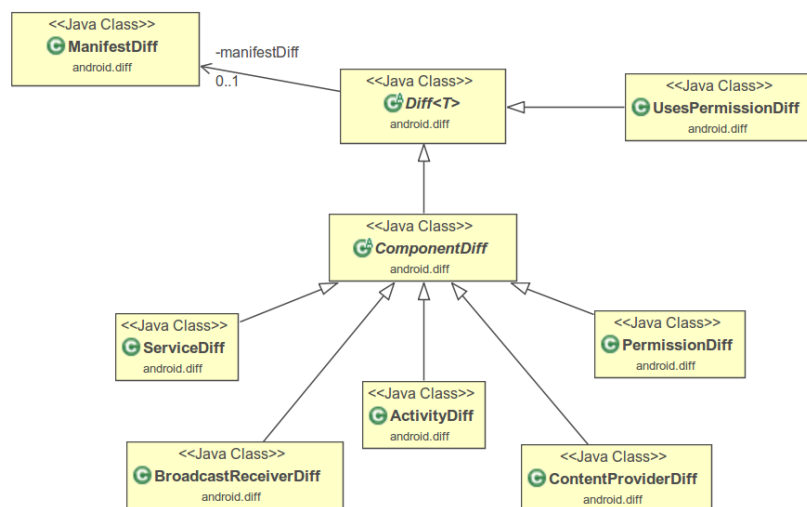 <<Java Class>>
ManifestDiff
android.diff
-manifestDiff
0..1
<<Java Class>>
Diff<T>
android.diff
<<Java Class>>
UsesPermissionDiff
android.diff
<<Java Class>>
ComponentDiff
android.diff
<<Java Class>>
ServiceDiff
android.diff
<<Java Class>>
PermissionDiff
android.diff
<<Java Class>>
ActivityDiff
android.diff
<<Java Class>>
BroadcastReceiverDiff
android.diff
<<Java Class>>
ContentProviderDiff
android.diff